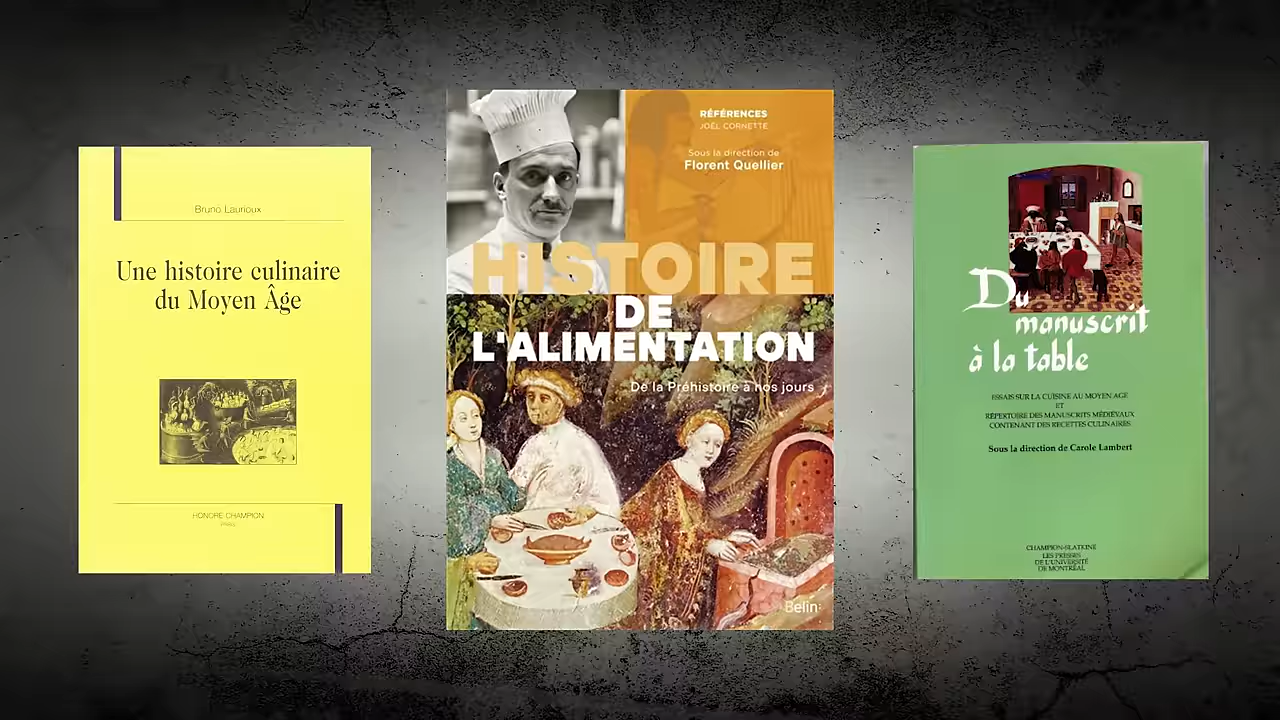 Bruno Laurioux
Une histoire culinaire
du Moyen Âge
HONORÉ CHAMPION
PARIS
RÉFÉRENCES
JOËL CORNETTE
Sous la direction de
Florent Quellier
HISTOIRE
DE
L'ALIMENTATION
De la Préhistoire à nos jours
Belin:
Du
manuscrit
à la table
ESSAIS SUR LA CUISINE AU MOYEN AGE
ET
RÉPERTOIRE DES MANUSCRITS MÉDIÉVAUX
CONTENANT DES RECETTES CULINAIRES
Sous la direction de Carole Lambert
CHAMPION-SLATKINE
LES PRESSES
DE L'UNIVERSITÉ
DE MONTRÉAL